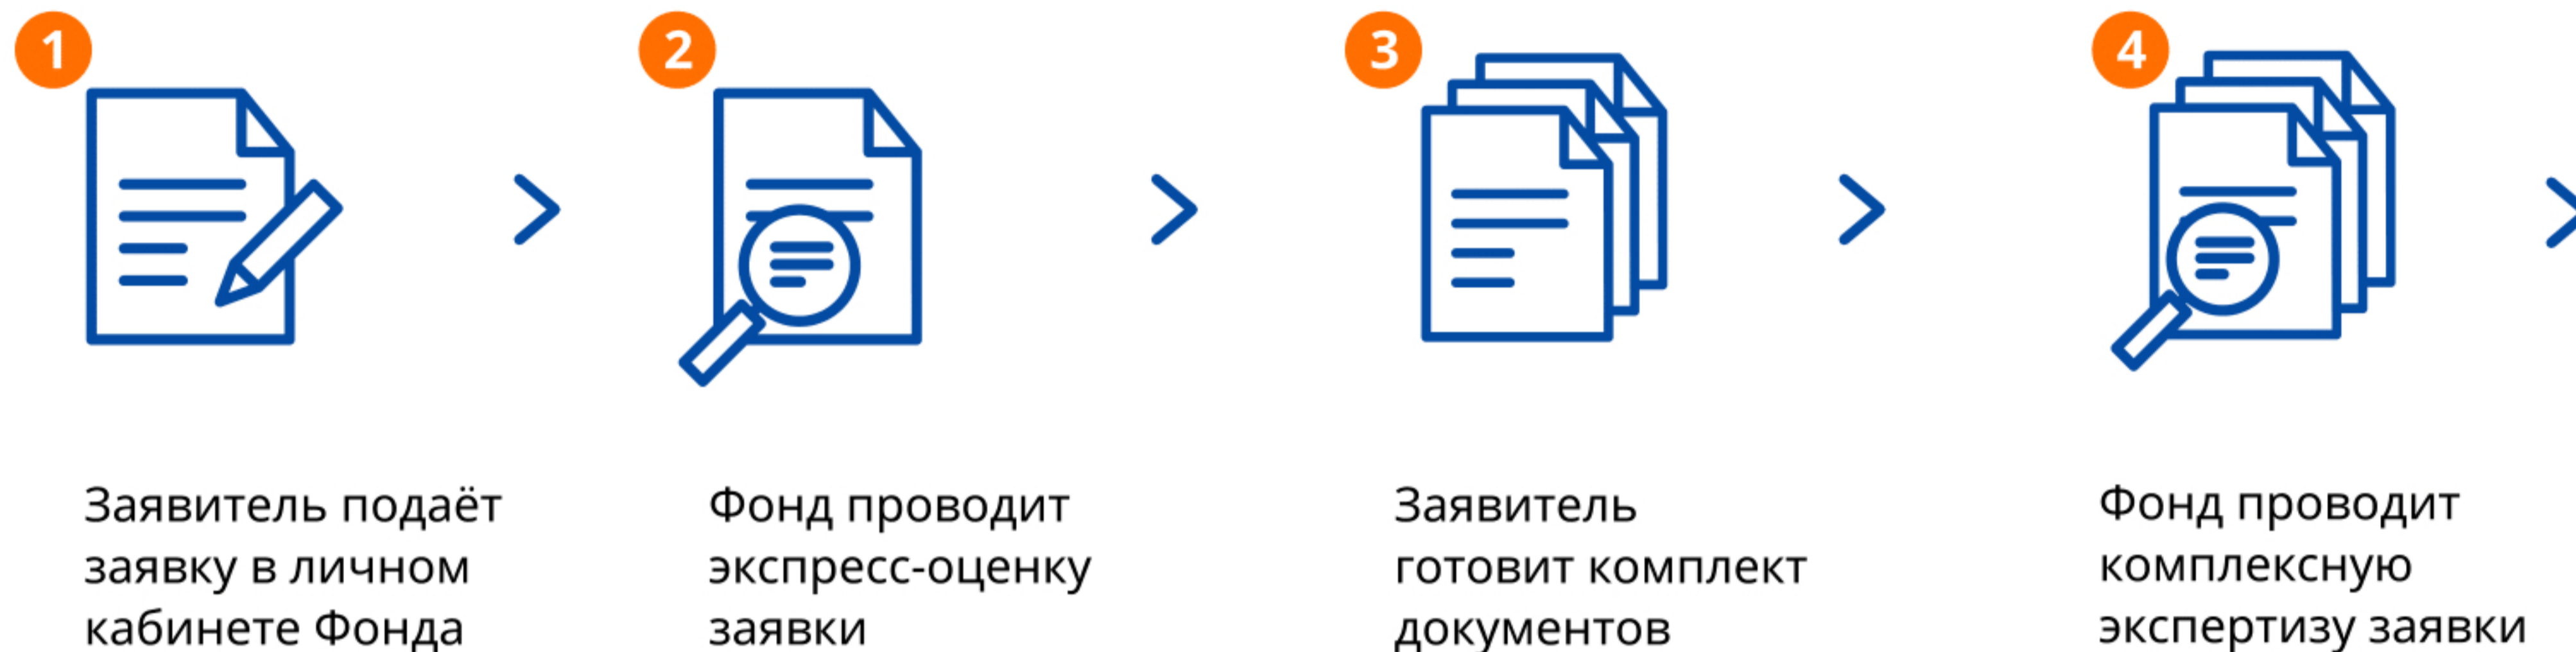 1
2
3
4
Заявитель подаёт
заявку в личном
кабинете Фонда
Фонд проводит
экспресс-оценку
заявки
Заявитель
готовит комплект
документов
Фонд проводит
комплексную
экспертизу заявки